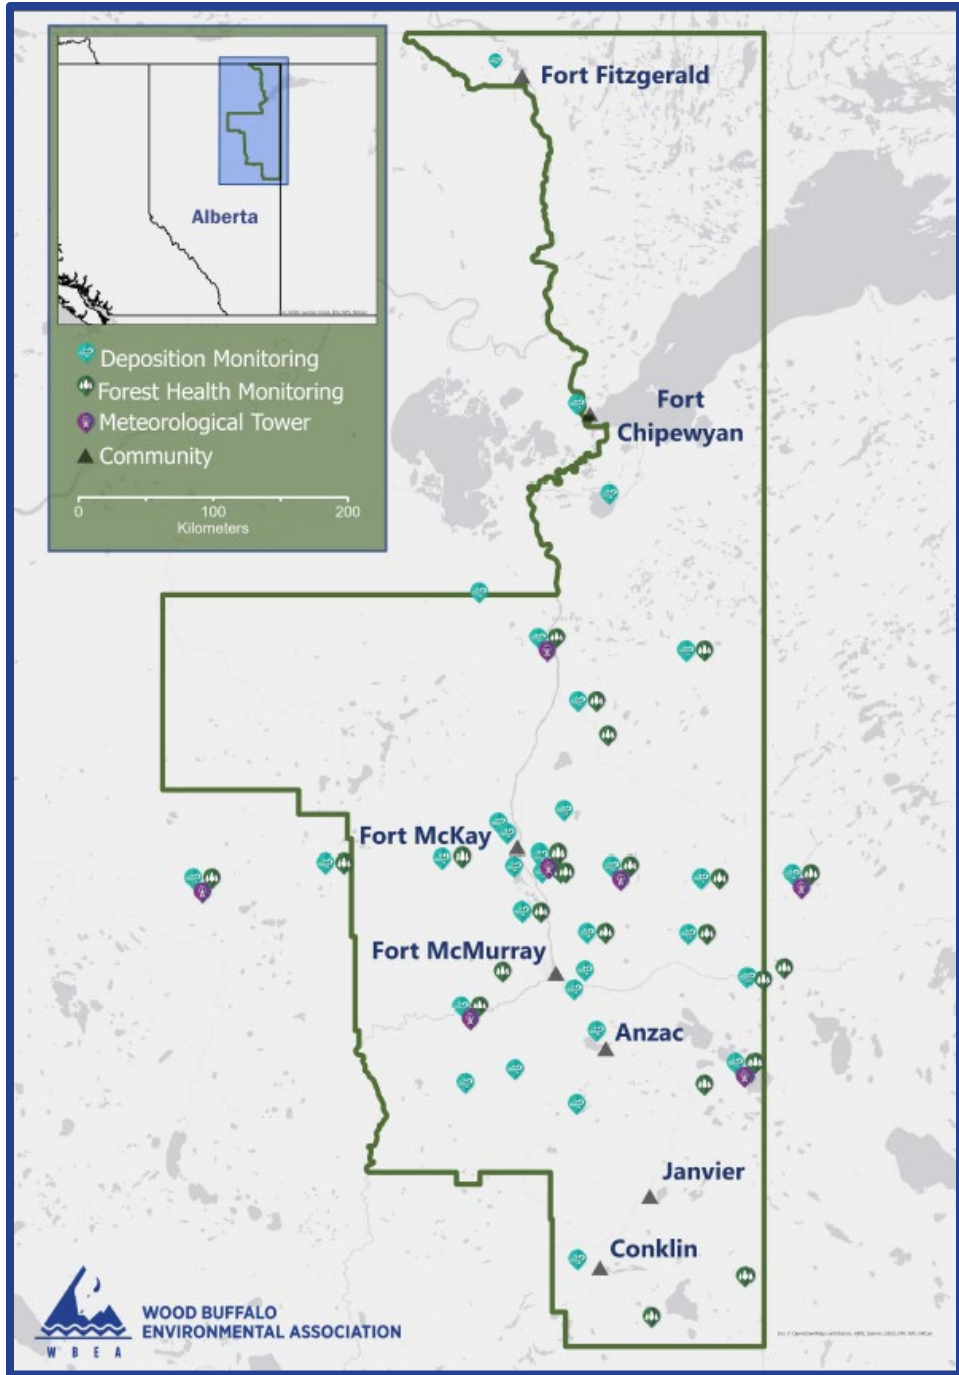 Alberta
Deposition Monitoring
Forest Health Monitoring
Meteorological Tower
Community
0 100 200
Kilometers
Fort Fitzgerald
Fort
Chipewyan
Fort McKay
Fort McMurray
Anzac
Janvier
Conklin
WOOD BUFFALO
ENVIRONMENTAL ASSOCIATION
W B E A